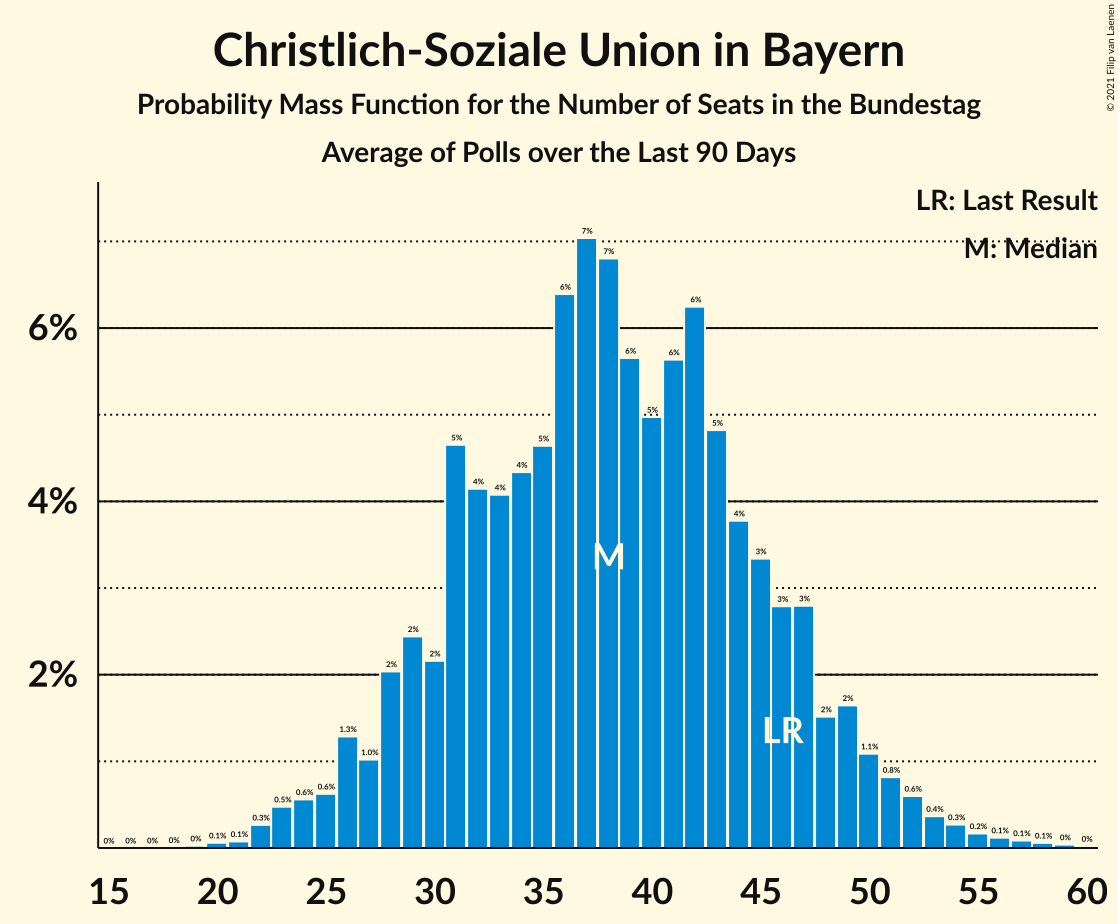 Christlich-Soziale Union in Bayern
Probability Mass Function for the Number of Seats in the Bundestag
Average of Polls over the Last 90 Days
© 2021 Filip van Laenen
LR: Last Result
M: Median
6%
4%
2%
0% 0% 0% 0% 0% 0.1% 0.1% 0.3% 0.5% 0.6% 0.6% 1.3% 1.0% 2% 2% 2% 5% 4% 4% 4% 5% 6% 7% 7% 6% 5% 6% 6% 5% 4% 3% 3% 3% 2% 2% 1.1% 0.8% 0.6% 0.4% 0.3% 0.2% 0.1% 0.1% 0.1% 0% 0%
M
LR
15 20 25 30 35 40 45 50 55 60